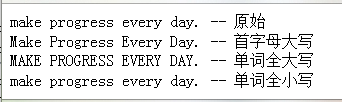 make progress every day. -- 原始
Make Progress Every Day. -- 首字母大写
MAKE PROGRESS EVERY DAY. -- 单词全大写
make progress every day. -- 单词全小写